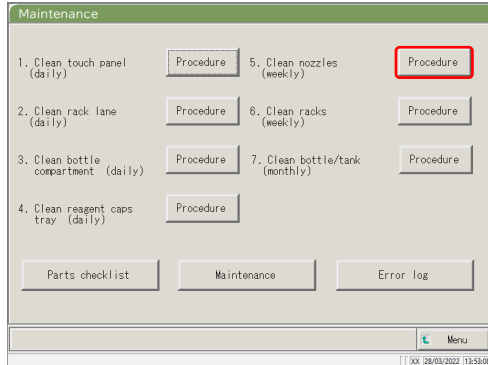 Maintenance
1. Clean touch panel
(daily)
Procedure
5. Clean nozzles
(weekly)
Procedure
2. Clean rack lane
(daily)
Procedure
6. Clean racks
(weekly)
Procedure
3. Clean bottle
compartment (daily)
Procedure
7. Clean bottle/tank
(monthly)
Procedure
4. Clean reagent caps
tray (daily)
Procedure
Parts checklist
Maintenance
Error log
Menu
XX 28/03/2022 13:53:06